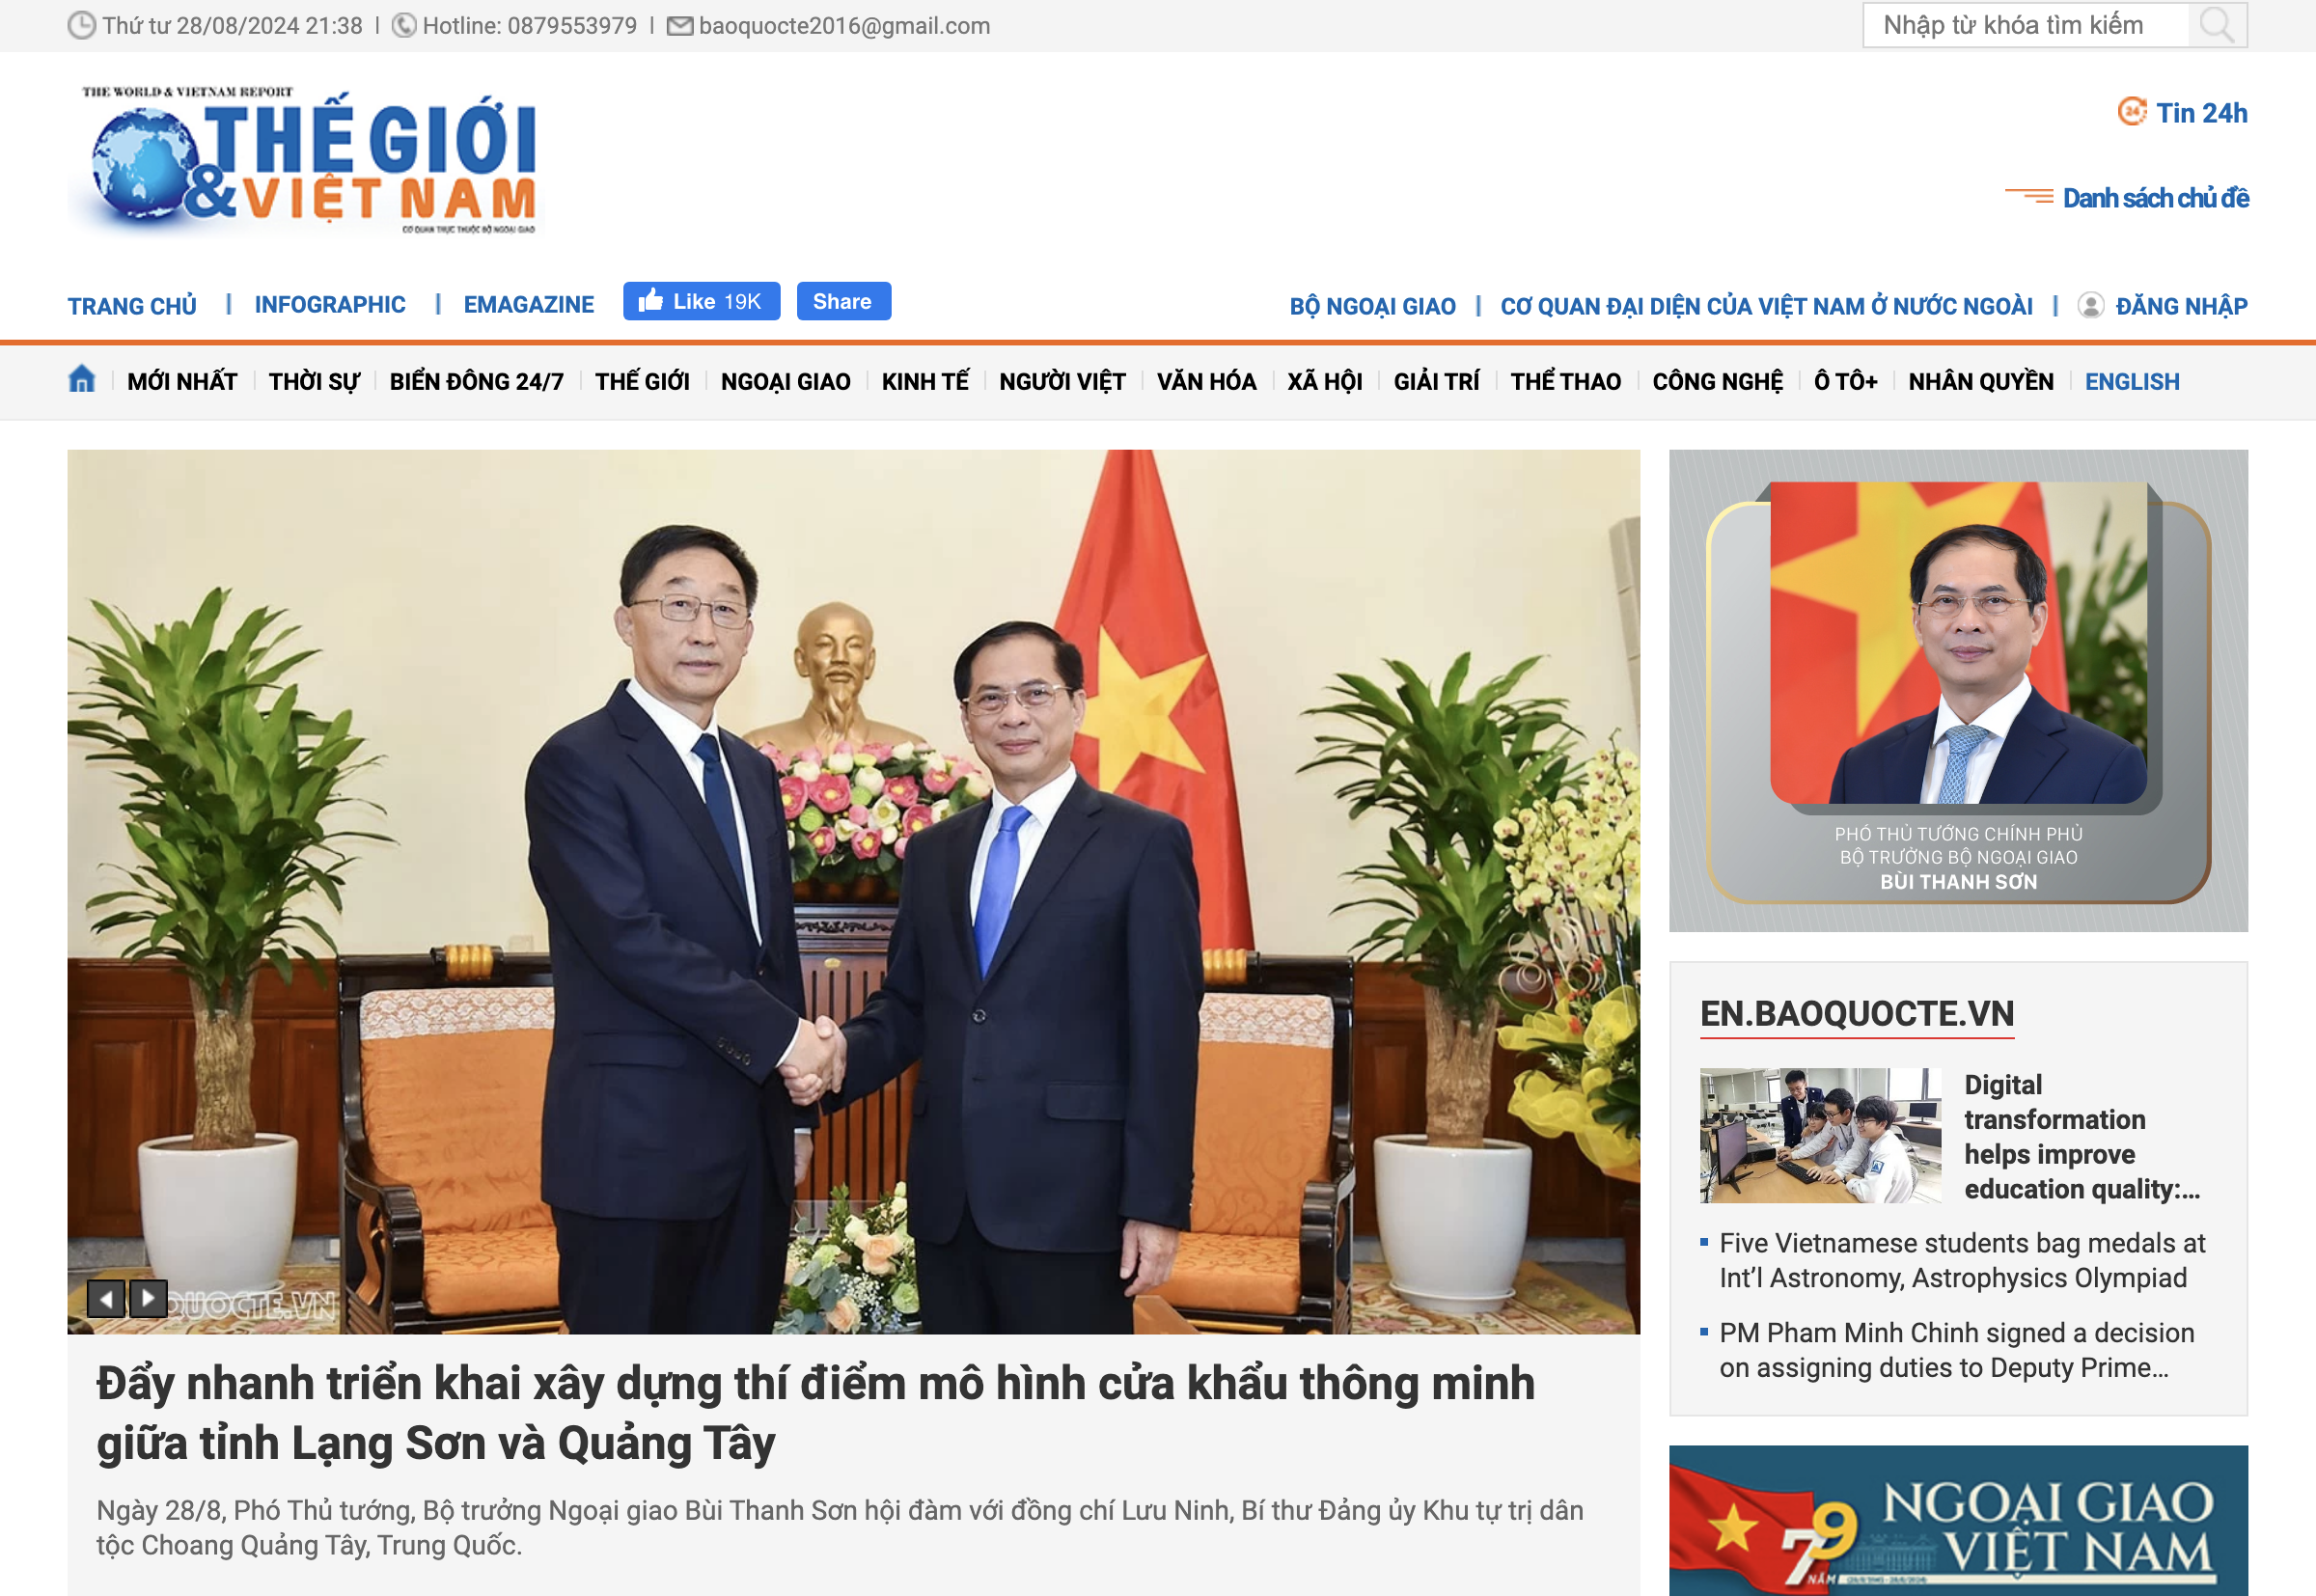 Thứ tư 28/08/2024 21:38 | Hotline: 0879553979 | baoquocte2016@gmail.com
Nhập từ khóa tìm kiếm
THE WORLD & VIETNAM REPORT
THẾ GIỚI
& VIỆT NAM
CƠ QUAN TRỰC THUỘC BỘ NGOẠI GIAO
24
Tin 24h
Danh sách chủ đề
TRANG CHỦ | INFOGRAPHIC | EMAGAZINE
Like 19K
Share
BỘ NGOẠI GIAO | CƠ QUAN ĐẠI DIỆN CỦA VIỆT NAM Ở NƯỚC NGOÀI | ĐĂNG NHẬP
MỚI NHẤT THỜI SỰ BIỂN ĐÔNG 24/7 THẾ GIỚI NGOẠI GIAO KINH TẾ NGƯỜI VIỆT VĂN HÓA XÃ HỘI GIẢI TRÍ THỂ THAO CÔNG NGHỆ Ô TÔ+ NHÂN QUYỀN ENGLISH
QUOCTE.VN
Đẩy nhanh triển khai xây dựng thí điểm mô hình cửa khẩu thông minh
giữa tỉnh Lạng Sơn và Quảng Tây
Ngày 28/8, Phó Thủ tướng, Bộ trưởng Ngoại giao Bùi Thanh Sơn hội đàm với đồng chí Lưu Ninh, Bí thư Đảng ủy Khu tự trị dân
tộc Choang Quảng Tây, Trung Quốc.
PHÓ THỦ TƯỚNG CHÍNH PHỦ
BỘ TRƯỞNG BỘ NGOẠI GIAO
BÙI THANH SƠN
EN.BAOQUOCTE.VN
Digital
transformation
helps improve
education quality:...
Five Vietnamese students bag medals at
Int’l Astronomy, Astrophysics Olympiad
PM Pham Minh Chinh signed a decision
on assigning duties to Deputy Prime...
79
NĂM
NGOẠI GIAO
VIỆT NAM